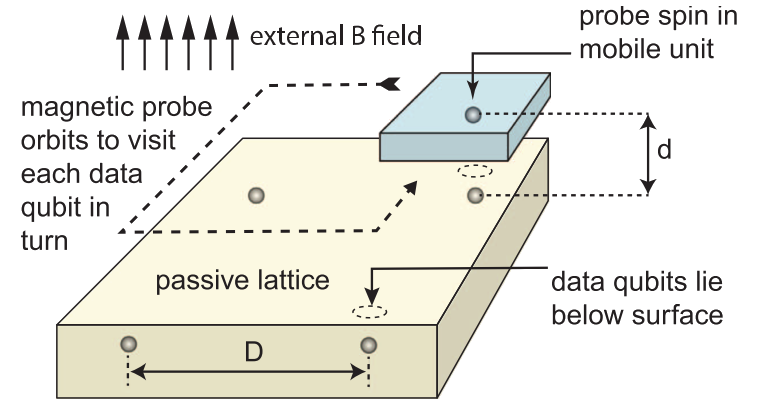 probe spin in
mobile unit
external B field
magnetic probe
orbits to visit
each data
qubit in
turn
d
passive lattice
data qubits lie
below surface
D